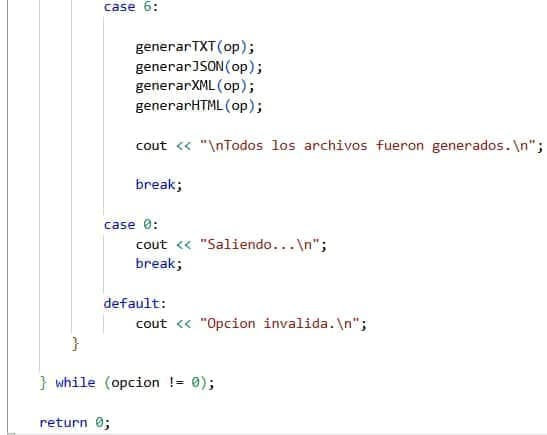 case 6:
generarTXT(op);
generarJSON(op);
generarXML(op);
generarHTML(op);
cout << "\nTodos los archivos fueron generados.\n";
break;
case 0:
cout << "Saliendo...\n";
break;
default:
cout << "Opcion invalida.\n";
}
} while (opcion != 0);
return 0;